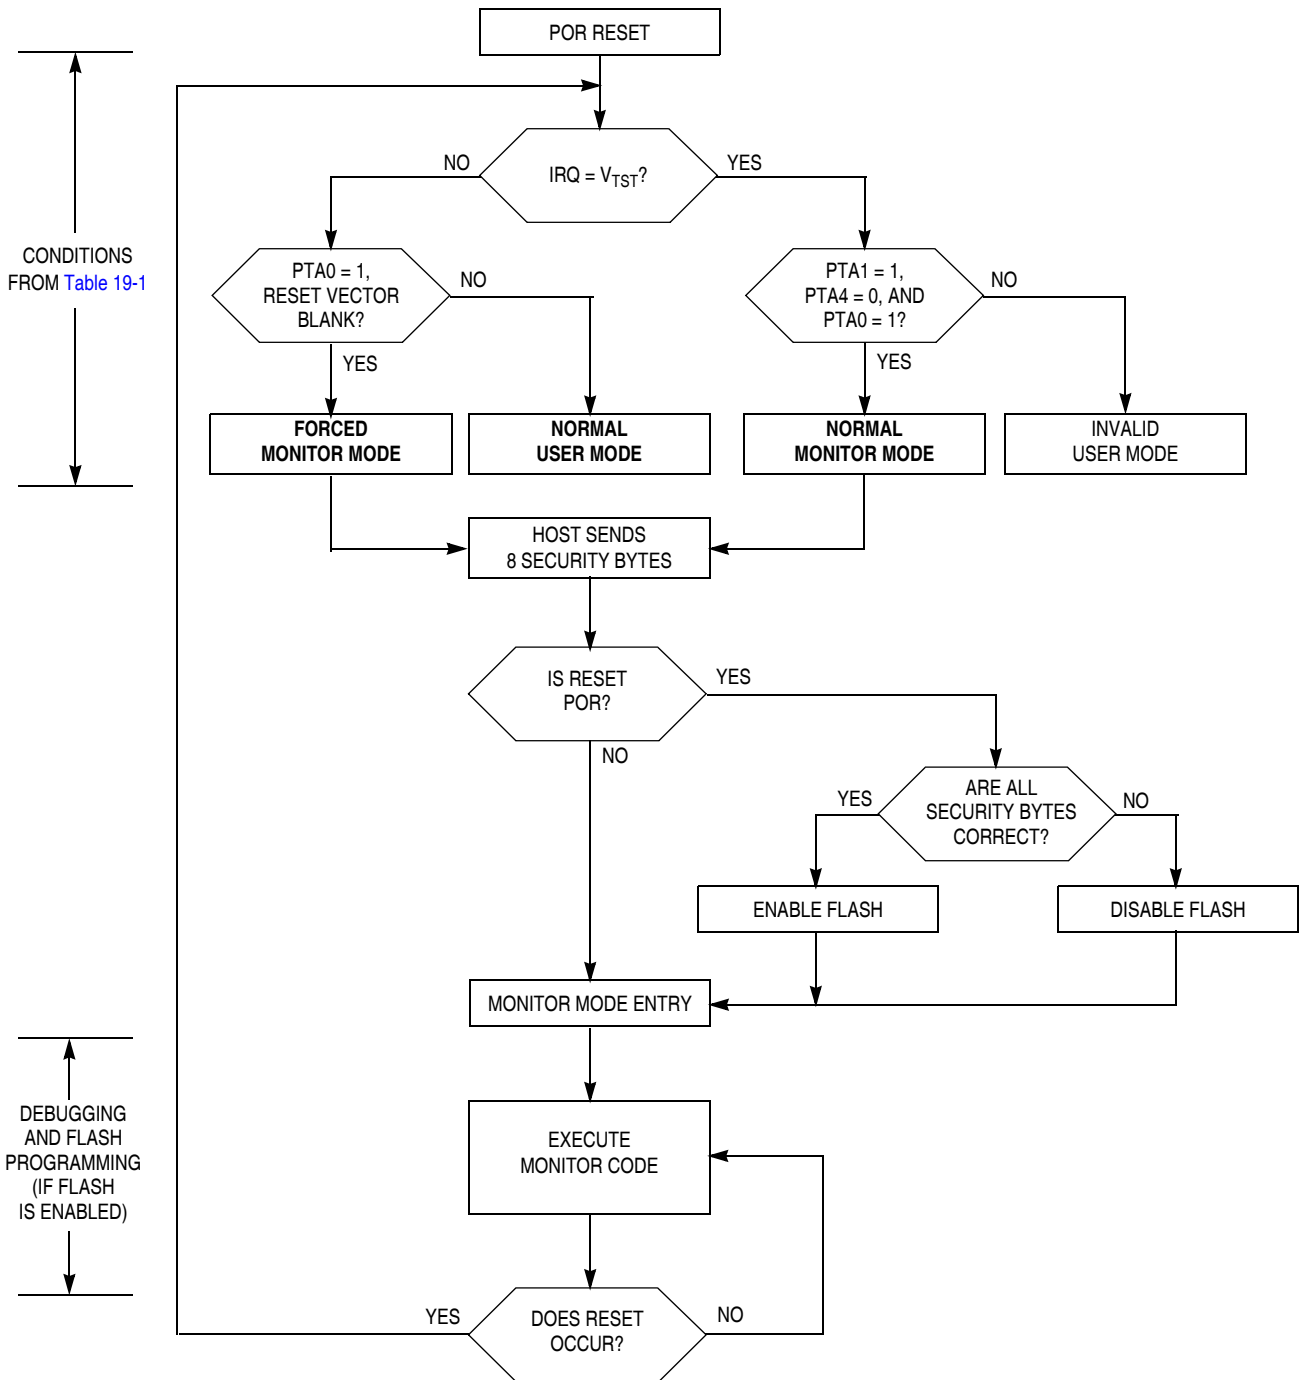 POR RESET
NO
IRQ = VTST?
YES
CONDITIONS
FROM Table 19-1
PTA0 = 1,
RESET VECTOR
BLANK?
NO
YES
PTA1 = 1,
PTA4 = 0, AND
PTA0 = 1?
NO
YES
FORCED
MONITOR MODE
NORMAL
USER MODE
NORMAL
MONITOR MODE
INVALID
USER MODE
HOST SENDS
8 SECURITY BYTES
IS RESET
POR?
YES
NO
ARE ALL
SECURITY BYTES
CORRECT?
YES
NO
ENABLE FLASH
DISABLE FLASH
MONITOR MODE ENTRY
DEBUGGING
AND FLASH
PROGRAMMING
(IF FLASH
IS ENABLED)
EXECUTE
MONITOR CODE
YES
DOES RESET
OCCUR?
NO